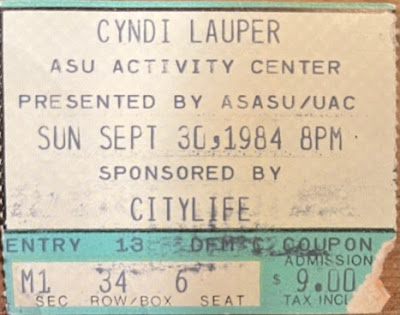 CYNDI LAUPER
ASU ACTIVITY CENTER
PRESENTED BY ASASU/UAC
SUN SEPT 30,1984 8PM
SPONSORED BY
CITYLIFE
ENTRY 13 COUPON
ADMISSION
M1 34 6 $ 9.00
SEC ROW/BOX SEAT TAX INCL